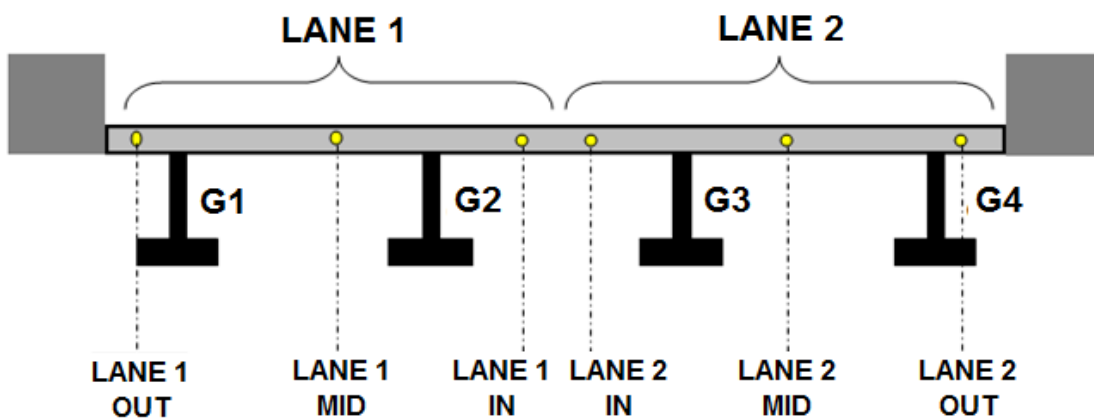 LANE 1
LANE 2
G1
G2
G3
G4
LANE 1
OUT
LANE 1
MID
LANE 1
IN
LANE 2
IN
LANE 2
MID
LANE 2
OUT